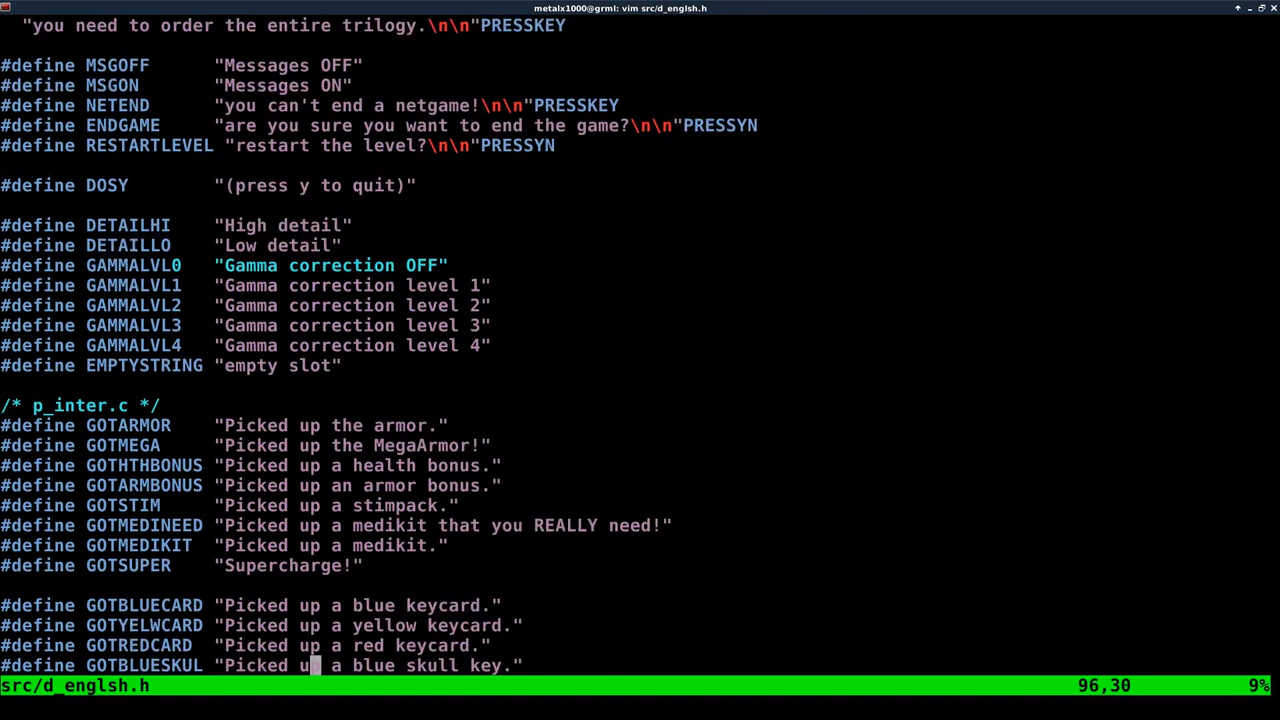 metalx1000@grml: vim src/d_englsh.h
"you need to order the entire trilogy.\n\n"PRESSKEY
#define MSGOFF "Messages OFF"
#define MSGON "Messages ON"
#define NETEND "you can't end a netgame!\n\n"PRESSKEY
#define ENDGAME "are you sure you want to end the game?\n\n"PRESSYN
#define RESTARTLEVEL "restart the level?\n\n"PRESSYN
#define DOSY "(press y to quit)"
#define DETAILHI "High detail"
#define DETAILLO "Low detail"
#define GAMMALVL0 "Gamma correction OFF"
#define GAMMALVL1 "Gamma correction level 1"
#define GAMMALVL2 "Gamma correction level 2"
#define GAMMALVL3 "Gamma correction level 3"
#define GAMMALVL4 "Gamma correction level 4"
#define EMPTYSTRING "empty slot"
/* p_inter.c */
#define GOTARMOR "Picked up the armor."
#define GOTMEGA "Picked up the MegaArmor!"
#define GOTHTHBONUS "Picked up a health bonus."
#define GOTARMBONUS "Picked up an armor bonus."
#define GOTSTIM "Picked up a stimpack."
#define GOTMEDINEED "Picked up a medikit that you REALLY need!"
#define GOTMEDIKIT "Picked up a medikit."
#define GOTSUPER "Supercharge!"
#define GOTBLUECARD "Picked up a blue keycard."
#define GOTYELWCARD "Picked up a yellow keycard."
#define GOTREDCARD "Picked up a red keycard."
#define GOTBLUESKUL "Picked up a blue skull key."
src/d_englsh.h 96,30 9%